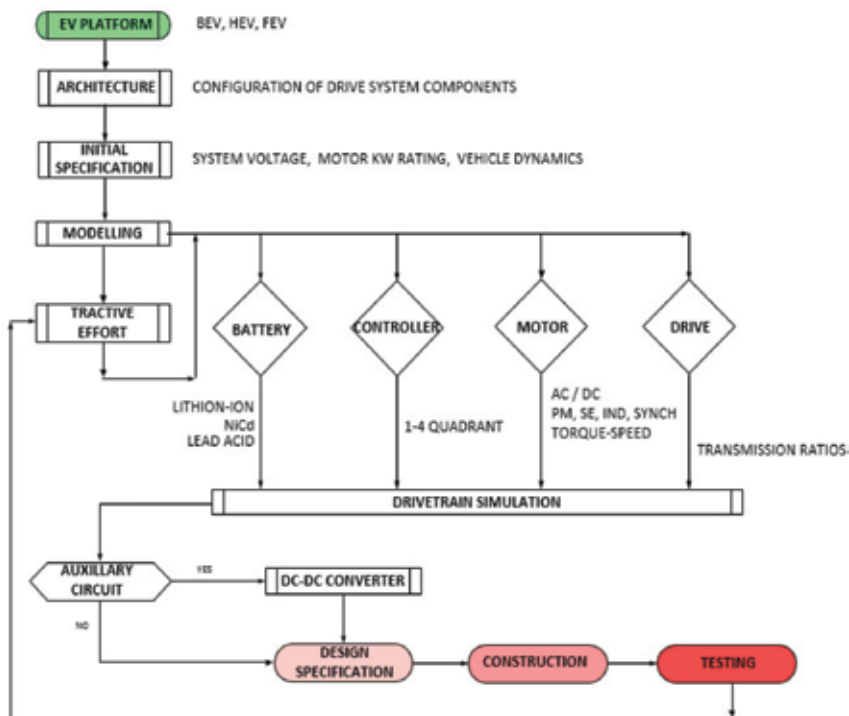 EV PLATFORM
BEV, HEV, FEV
ARCHITECTURE
CONFIGURATION OF DRIVE SYSTEM COMPONENTS
INITIAL
SPECIFICATION
SYSTEM VOLTAGE, MOTOR KW RATING, VEHICLE DYNAMICS
MODELLING
TRACTIVE
EFFORT
BATTERY
CONTROLLER
MOTOR
DRIVE
LITHION-ION
NiCd
LEAD ACID
1-4 QUADRANT
AC / DC
PM, SE, IND, SYNCH
TORQUE-SPEED
TRANSMISSION RATIOS
DRIVETRAIN SIMULATION
AUXILLARY
CIRCUIT
YES
DC-DC CONVERTER
NO
DESIGN
SPECIFICATION
CONSTRUCTION
TESTING